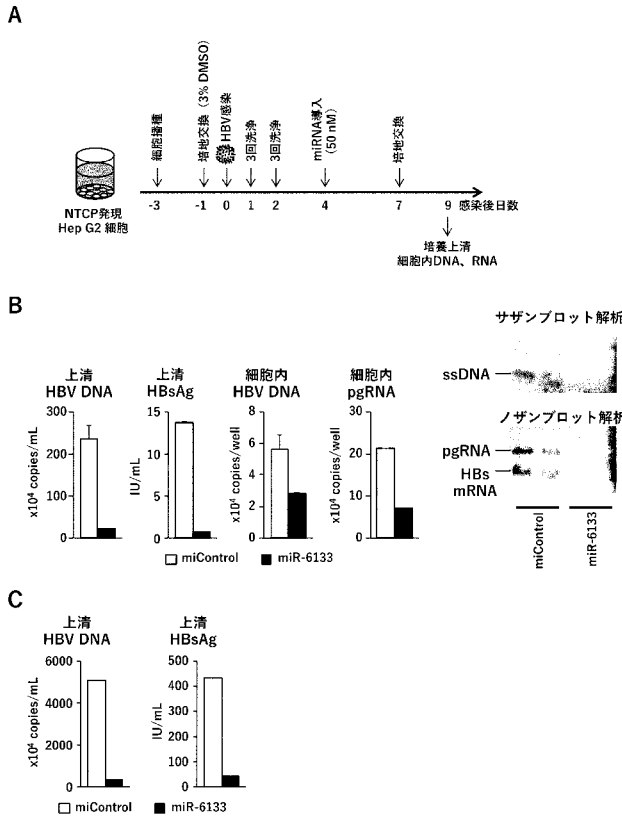 A
細胞播種
培地交換（3% DMSO）
HBV感染
3回洗浄
3回洗浄
miRNA導入
（50 nM）
培地交換
NTCP発現
Hep G2 細胞
-3 -1 0 1 2 4 7 9 感染後日数
培養上清
細胞内DNA、RNA
B
上清
HBV DNA
x10⁴ copies/mL
300
200
100
0
上清
HBsAg
IU/mL
15
10
5
0
細胞内
HBV DNA
x10⁴ copies/well
8
6
4
2
0
細胞内
pgRNA
x10⁴ copies/well
30
20
10
0
miControl miR-6133
サザンブロット解析
ssDNA
ノザンブロット解析
pgRNA
HBs
mRNA
miControl
miR-6133
C
上清
HBV DNA
x10⁴ copies/mL
6000
4000
2000
0
上清
HBsAg
IU/mL
500
400
300
200
100
0
miControl miR-6133